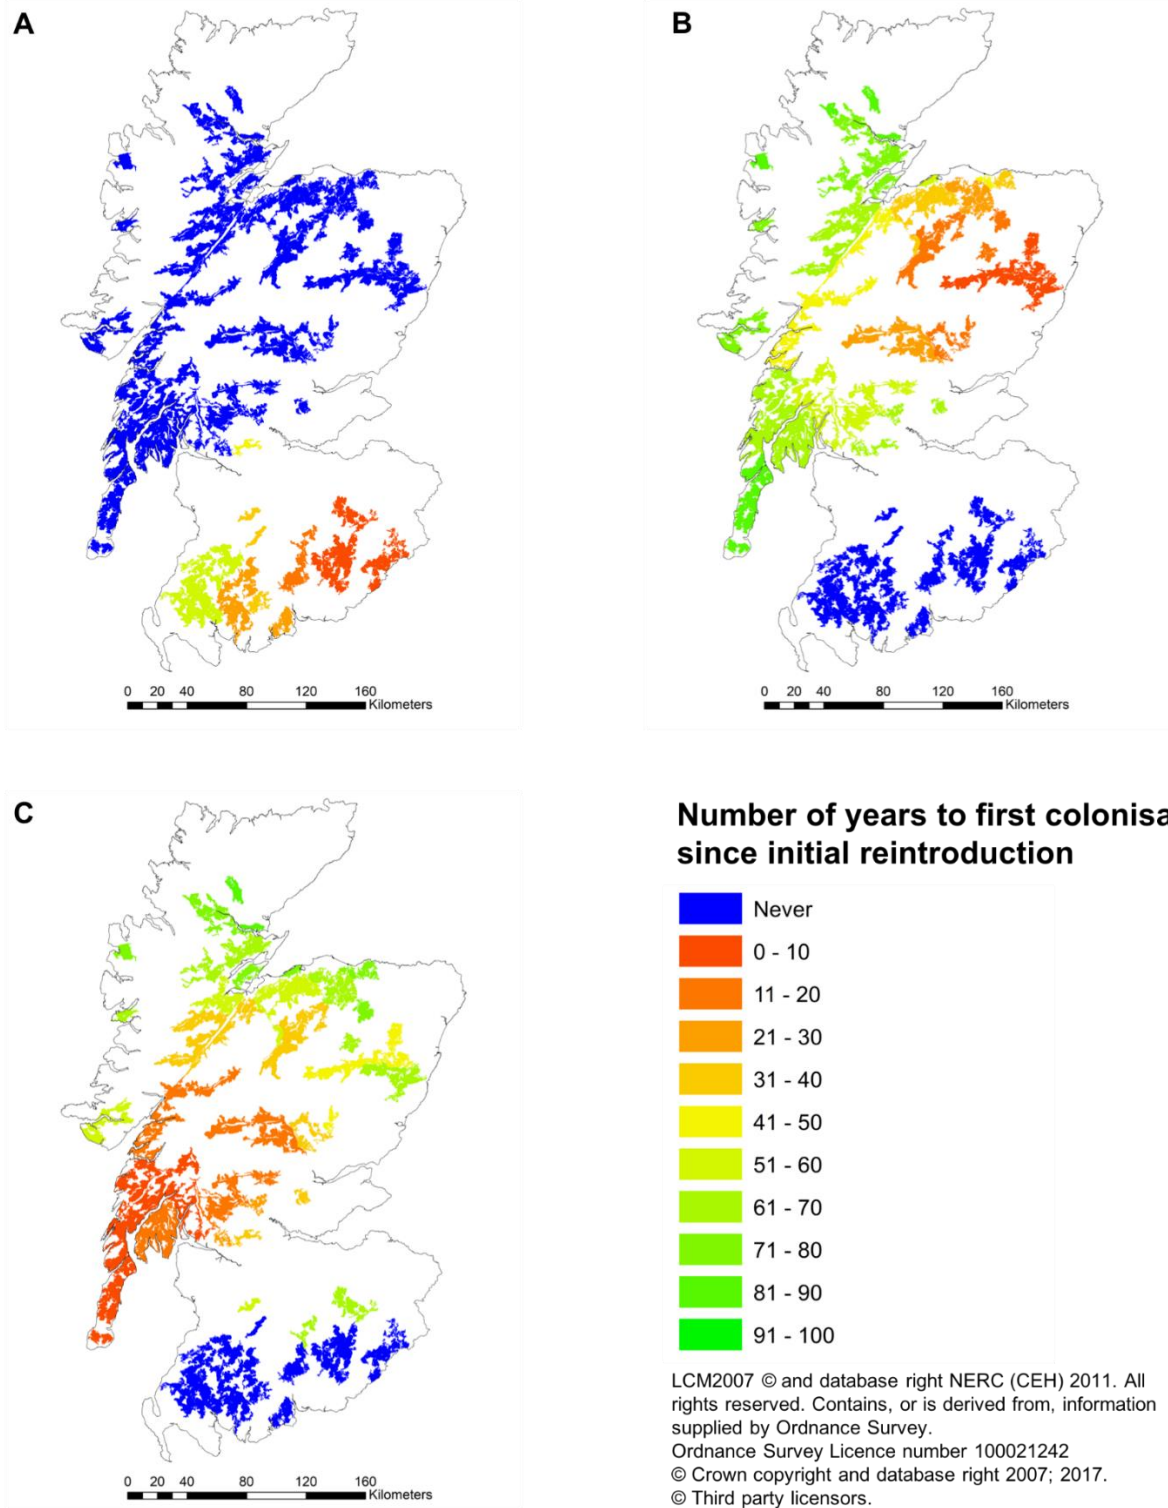 A
B
0 20 40 80 120 160
Kilometers
0 20 40 80 120 160
Kilometers
C
0 20 40 80 120 160
Kilometers
Number of years to first colonisa
since initial reintroduction
Never
0 - 10
11 - 20
21 - 30
31 - 40
41 - 50
51 - 60
61 - 70
71 - 80
81 - 90
91 - 100
LCM2007 © and database right NERC (CEH) 2011. All
rights reserved. Contains, or is derived from, information
supplied by Ordnance Survey.
Ordnance Survey Licence number 100021242
© Crown copyright and database right 2007; 2017.
© Third party licensors.